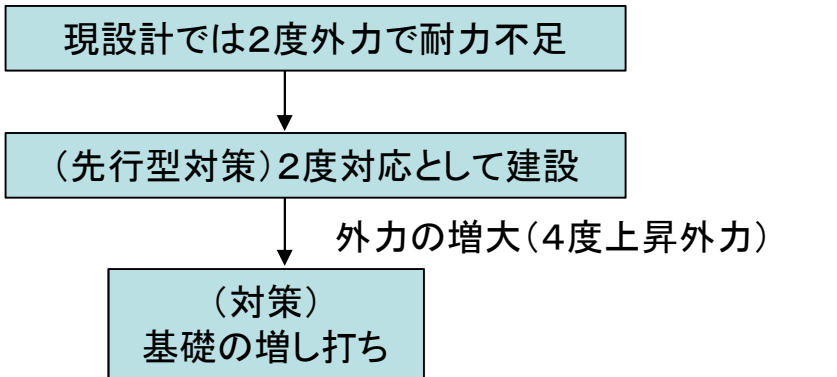 現設計では２度外力で耐力不足
（先行型対策）２度対応として建設
外力の増大（４度上昇外力）
（対策）
基礎の増し打ち